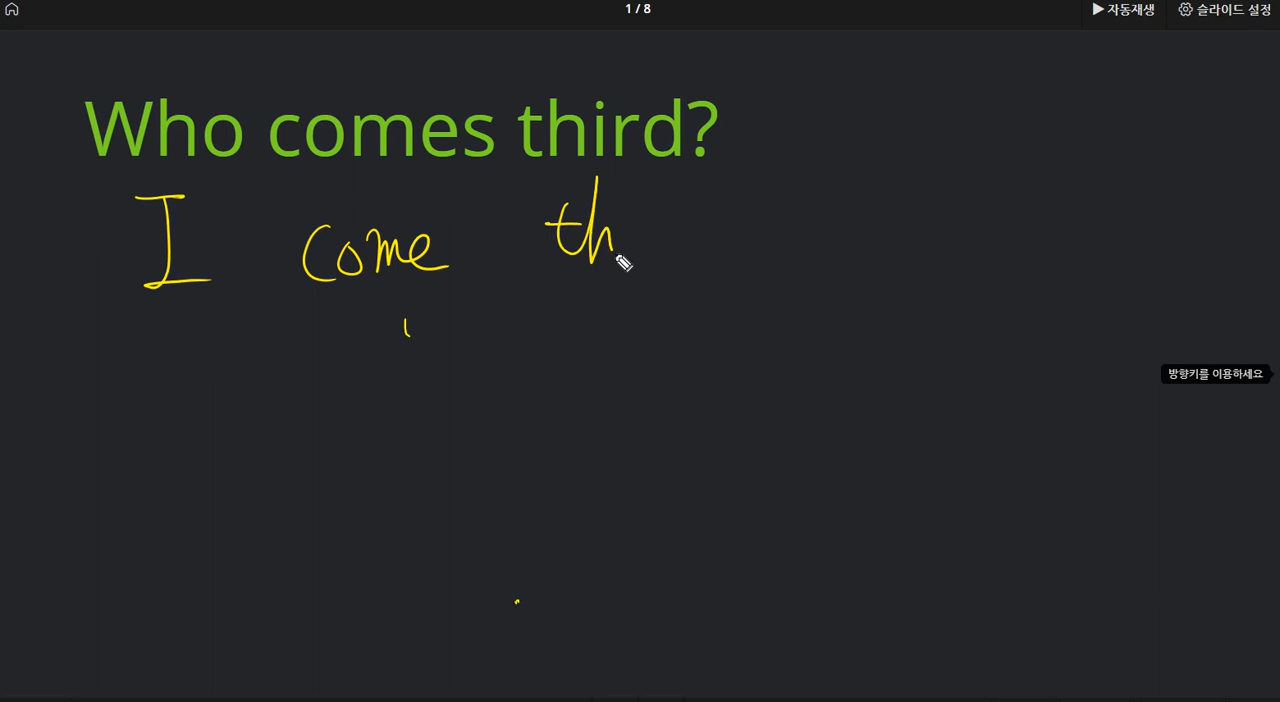 1 / 8
▶ 자동재생
슬라이드 설정
Who comes third?
I come th
방향키를 이용하세요